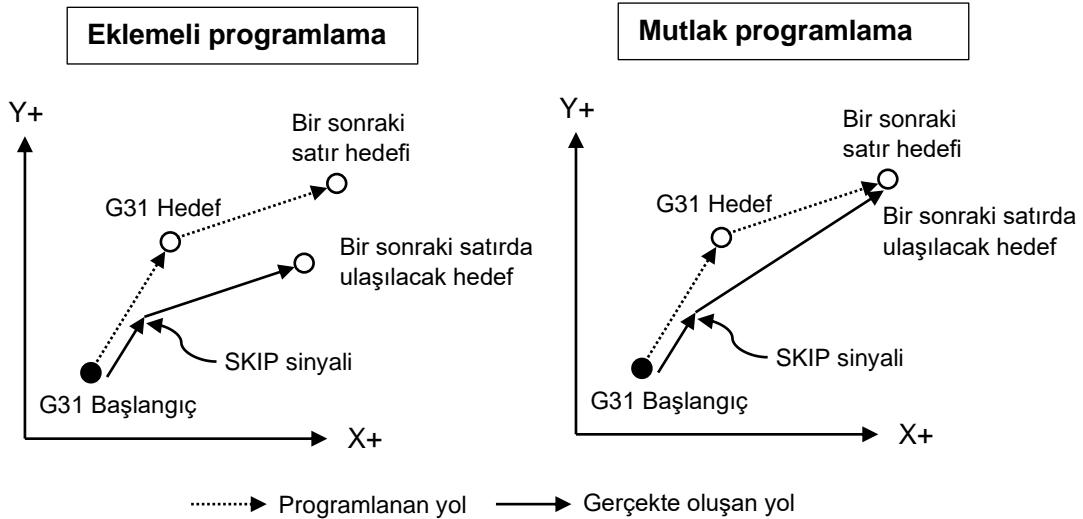 Eklemeli programlama
Y+
Bir sonraki
satır hedefi
G31 Hedef
Bir sonraki satırda
ulaşılacak hedef
SKIP sinyali
G31 Başlangıç
X+
Mutlak programlama
Y+
Bir sonraki
satır hedefi
G31 Hedef
Bir sonraki satırda
ulaşılacak hedef
SKIP sinyali
G31 Başlangıç
X+
Programlanan yol
Gerçekte oluşan yol